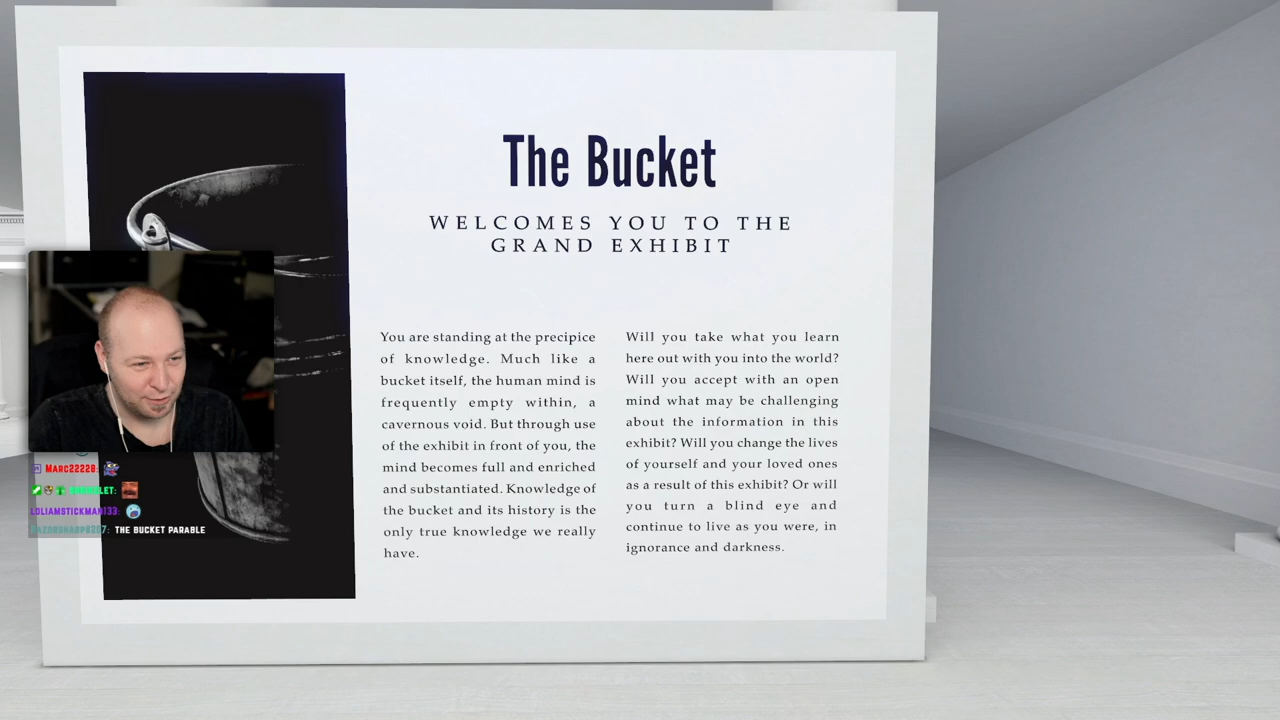 The Bucket
WELCOMES YOU TO THE
GRAND EXHIBIT
You are standing at the precipice
of knowledge. Much like a
bucket itself, the human mind is
frequently empty within, a
cavernous void. But through use
of the exhibit in front of you, the
mind becomes full and enriched
and substantiated. Knowledge of
the bucket and its history is the
only true knowledge we really
have.
Will you take what you learn
here out with you into the world?
Will you accept with an open
mind what may be challenging
about the information in this
exhibit? Will you change the lives
of yourself and your loved ones
as a result of this exhibit? Or will
you turn a blind eye and
continue to live as you were, in
ignorance and darkness.
MARC22228:
LOLIAMSTICKMAN133:
THE BUCKET PARABLE